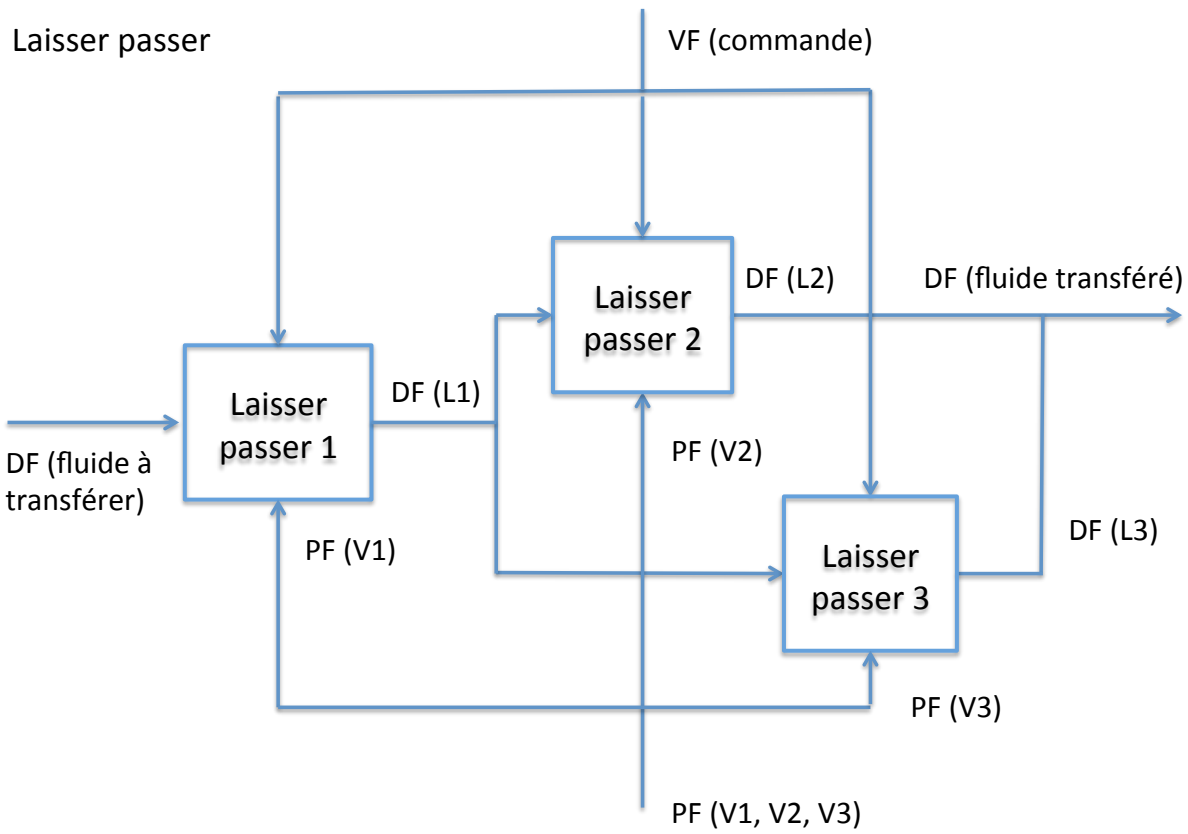 Laisser passer
VF (commande)
Laisser
passer 2
DF (L2)
DF (fluide transféré)
Laisser
passer 1
DF (L1)
DF (fluide à
transférer)
PF (V2)
PF (V1)
Laisser
passer 3
DF (L3)
PF (V3)
PF (V1, V2, V3)